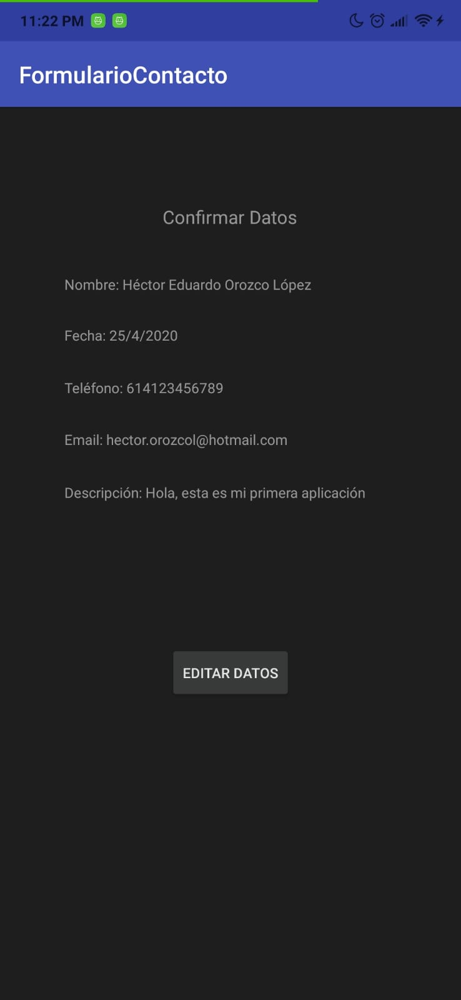 11:22 PM
FormularioContacto
Confirmar Datos
Nombre: Héctor Eduardo Orozco López
Fecha: 25/4/2020
Teléfono: 614123456789
Email: hector.orozcol@hotmail.com
Descripción: Hola, esta es mi primera aplicación
EDITAR DATOS